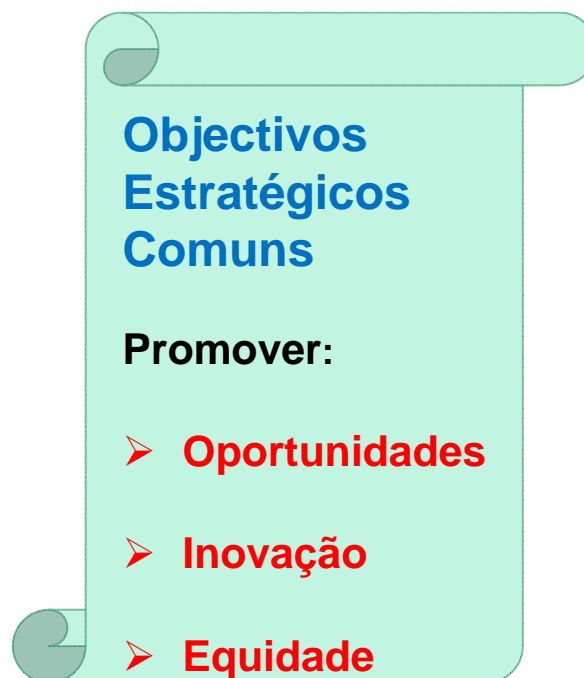 Objectivos
Estratégicos
Comuns
Promover:
➢ Oportunidades
➢ Inovação
➢ Equidade